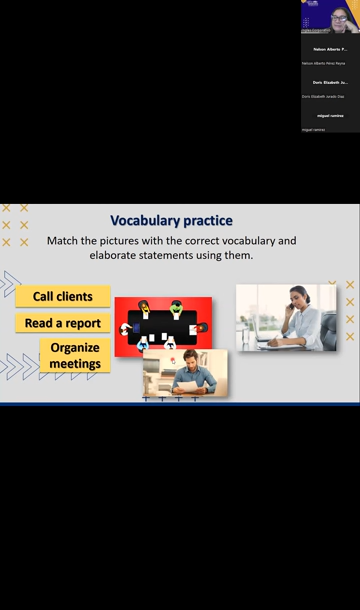 Nelson Alberto P...
Nelson Alberto Perez Reyes
Doris Elizabeth Ju...
Doris Elizabeth Jurado Diaz
miguel ramirez
miguel ramirez
Vocabulary practice
Match the pictures with the correct vocabulary and
elaborate statements using them.
Call clients
Read a report
Organize
meetings